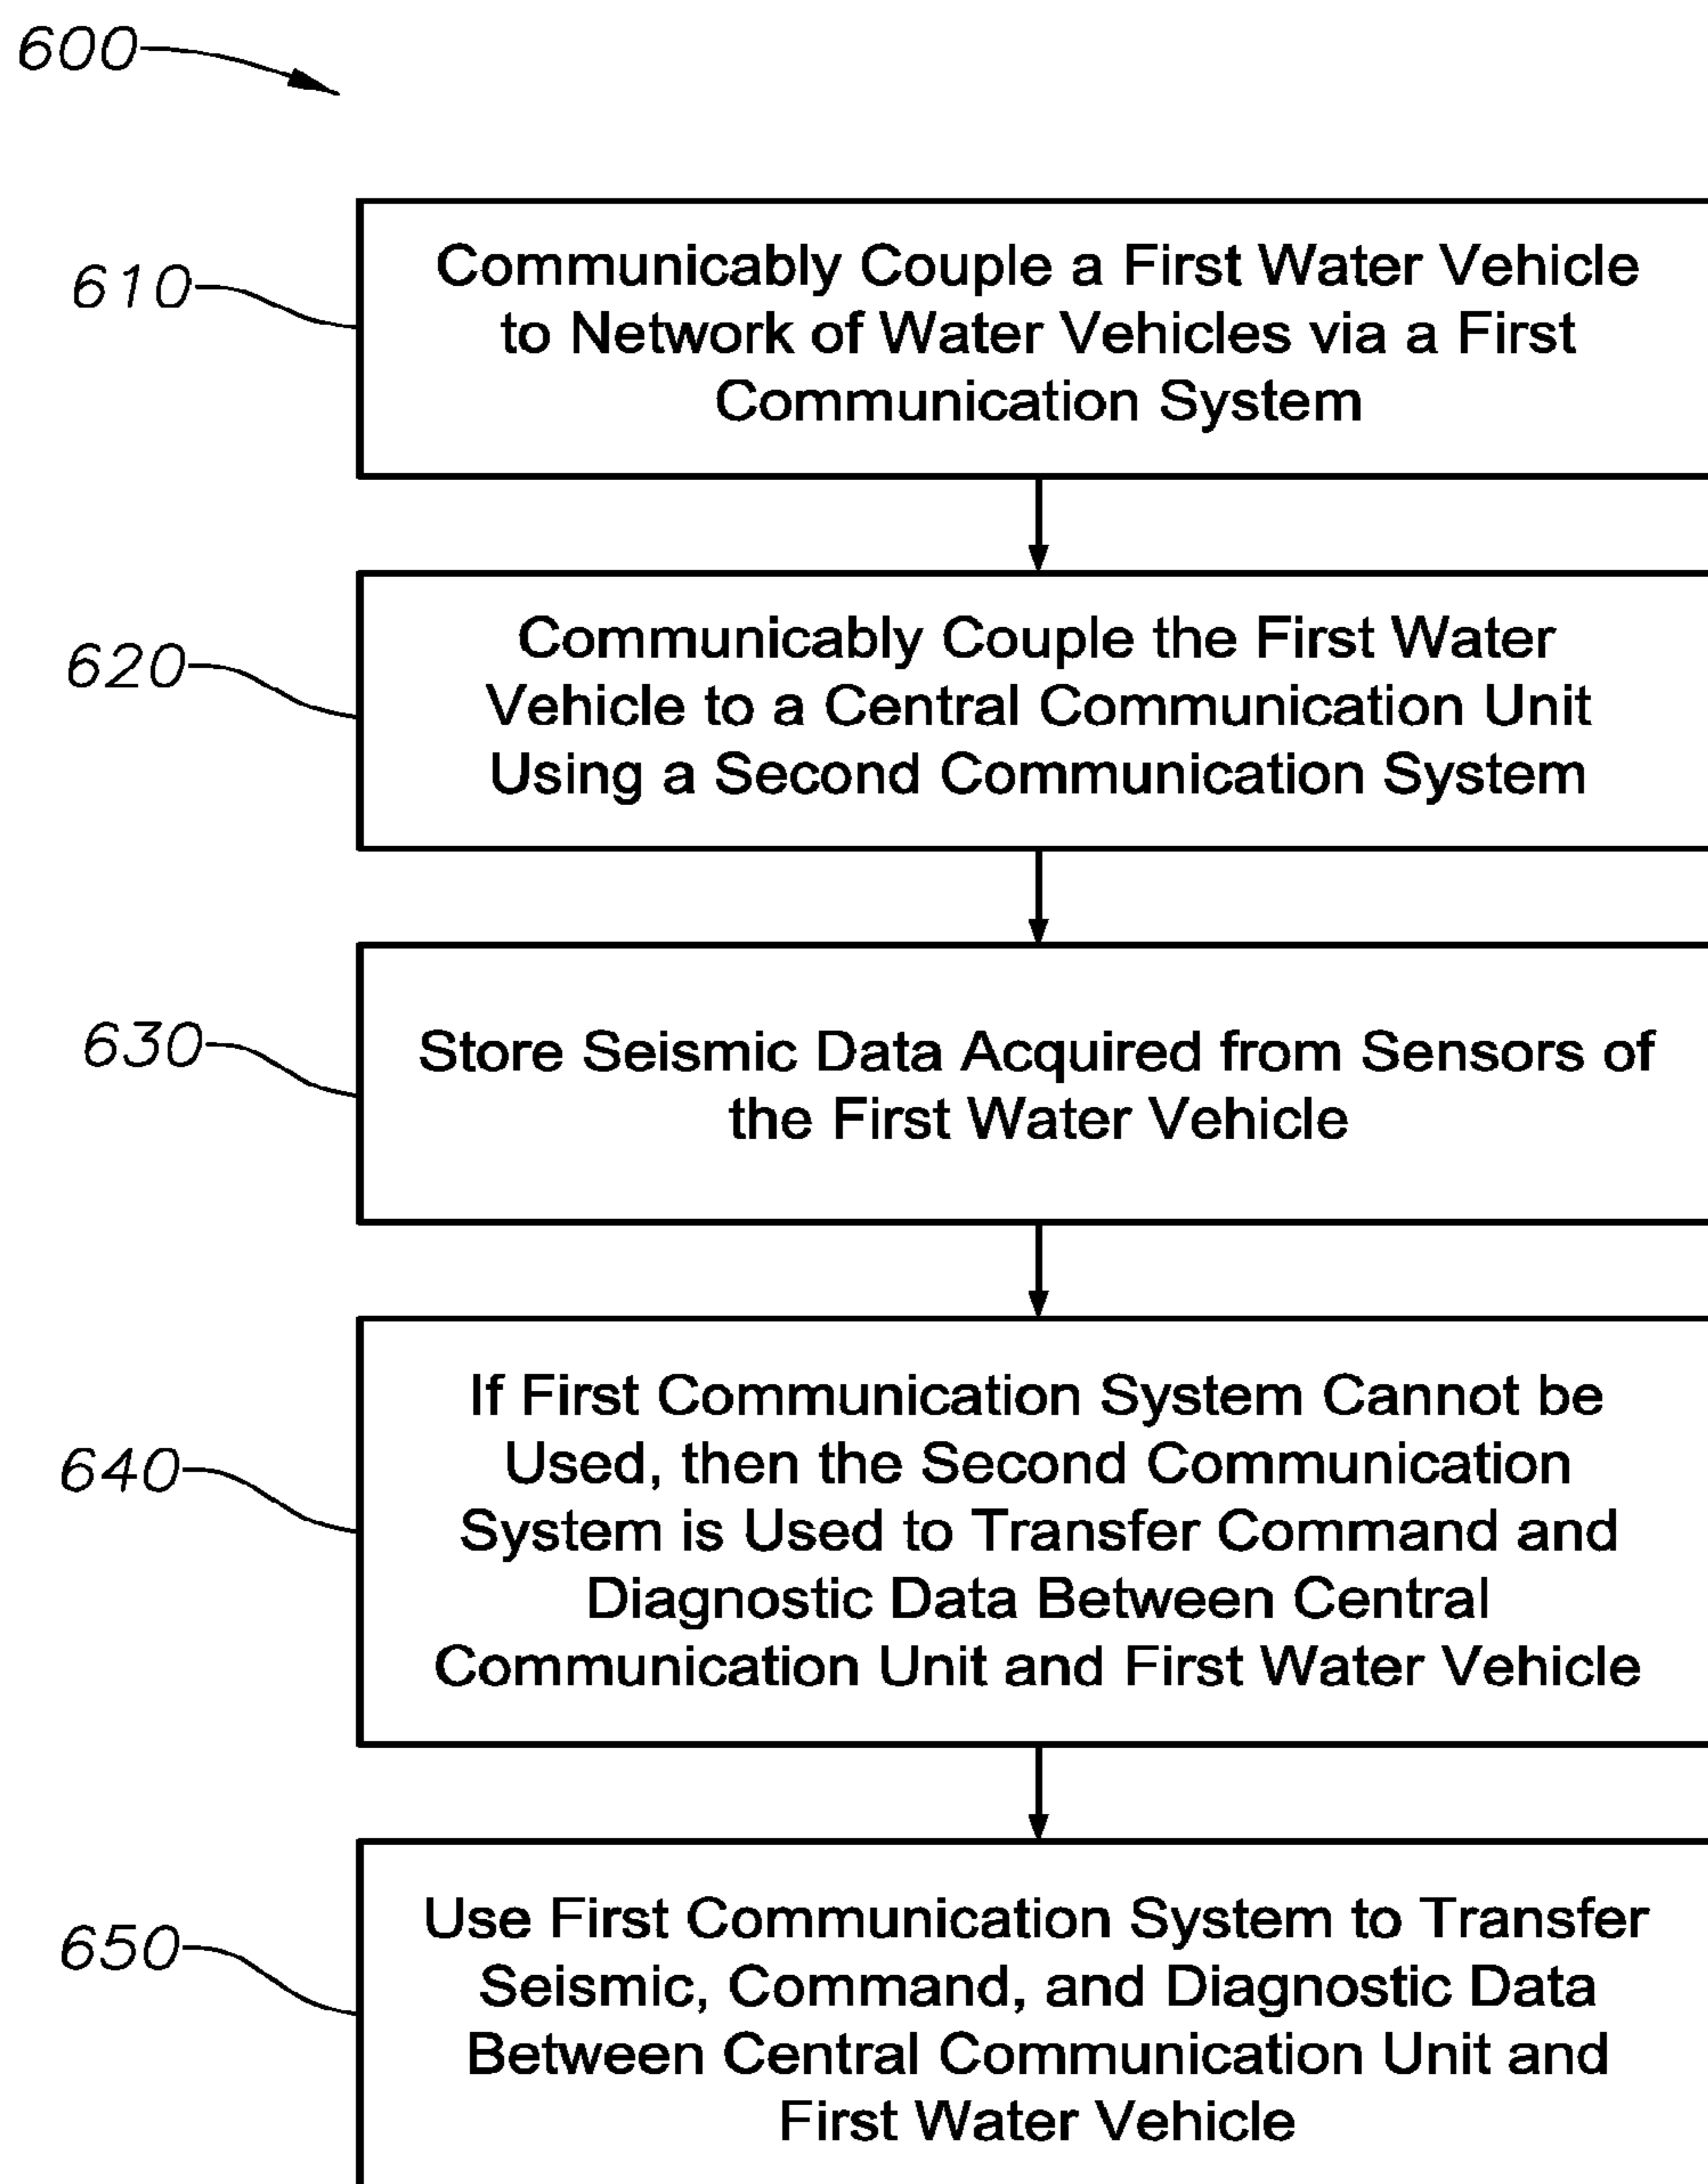 600
610
Communicably Couple a First Water Vehicle
to Network of Water Vehicles via a First
Communication System
620
Communicably Couple the First Water
Vehicle to a Central Communication Unit
Using a Second Communication System
630
Store Seismic Data Acquired from Sensors of
the First Water Vehicle
640
If First Communication System Cannot be
Used, then the Second Communication
System is Used to Transfer Command and
Diagnostic Data Between Central
Communication Unit and First Water Vehicle
650
Use First Communication System to Transfer
Seismic, Command, and Diagnostic Data
Between Central Communication Unit and
First Water Vehicle